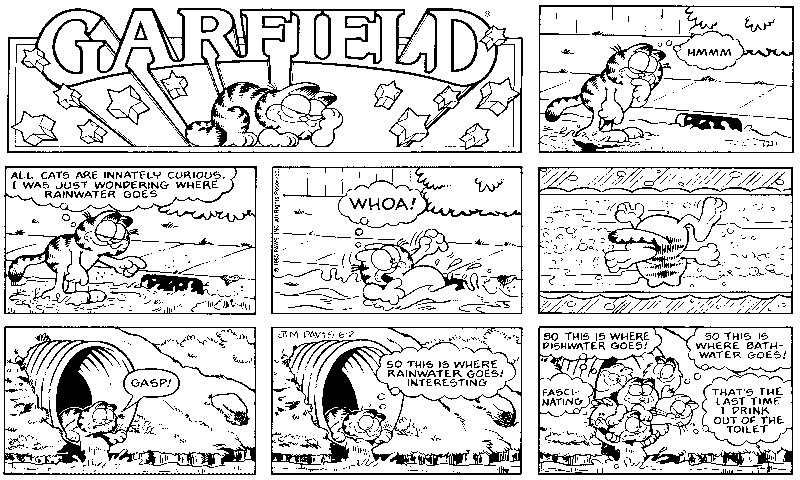 GARFIELD
HMMM
ALL CATS ARE INNATELY CURIOUS.
I WAS JUST WONDERING WHERE
RAINWATER GOES
WHOA!
GASP!
JIM DAVIS 6-2
SO THIS IS WHERE
RAINWATER GOES!
INTERESTING
SO THIS IS WHERE
DISHWATER GOES!
SO THIS IS
WHERE BATH-
WATER GOES!
FASCI-
NATING
THAT'S THE
LAST TIME
I DRINK
OUT OF THE
TOILET